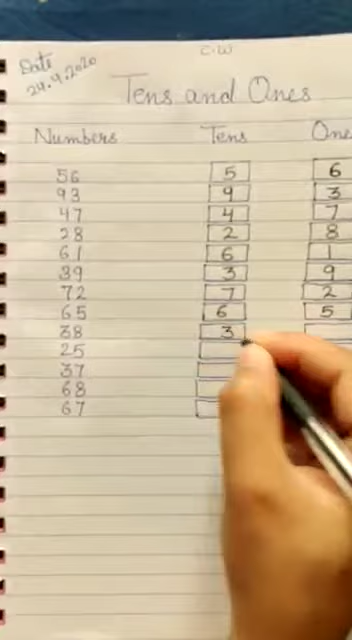 C.W
Date
24.4.2020
Tens and Ones
Numbers Tens Ones
56 5 6
93 9 3
47 4 7
28 2 8
61 6 1
39 3 9
72 7 2
65 6 5
38 3
25
37
68
67